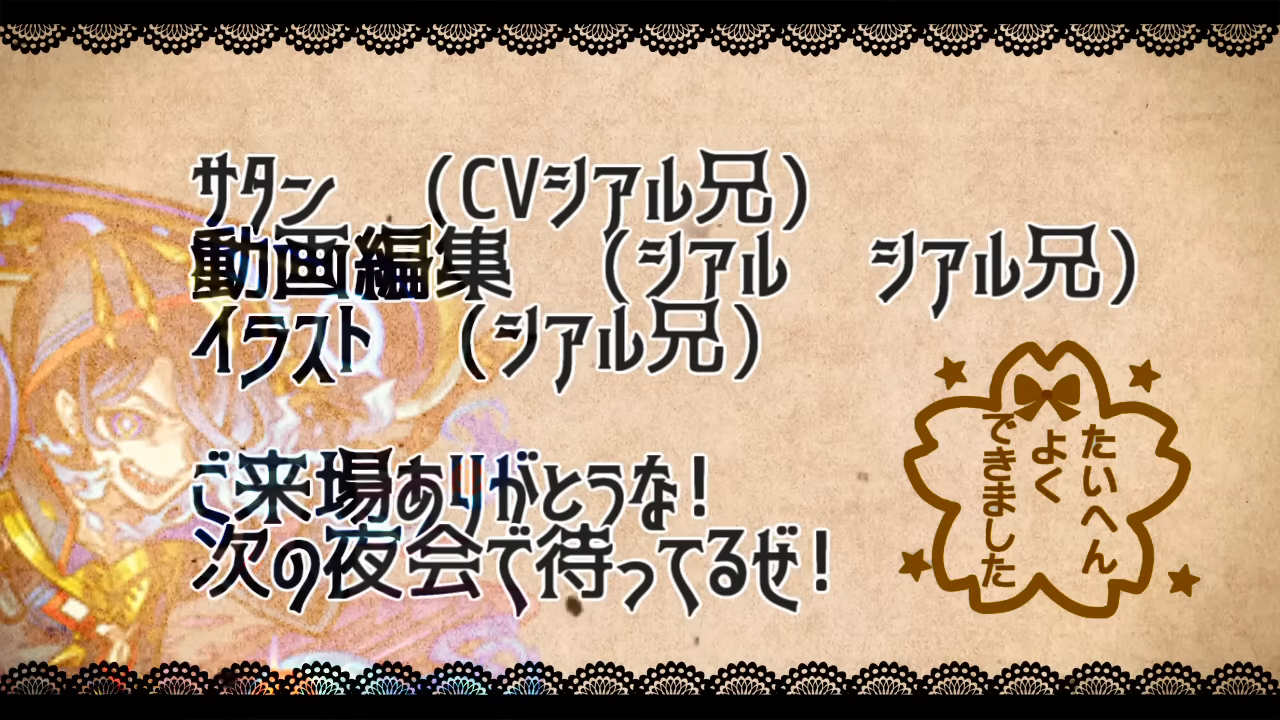 サタン　（CVシアル兄）
動画編集　（シアル　シアル兄）
イラスト　（シアル兄）
ご来場ありがとうな！
次の夜会で待ってるぜ！
たいへん
よく
できました